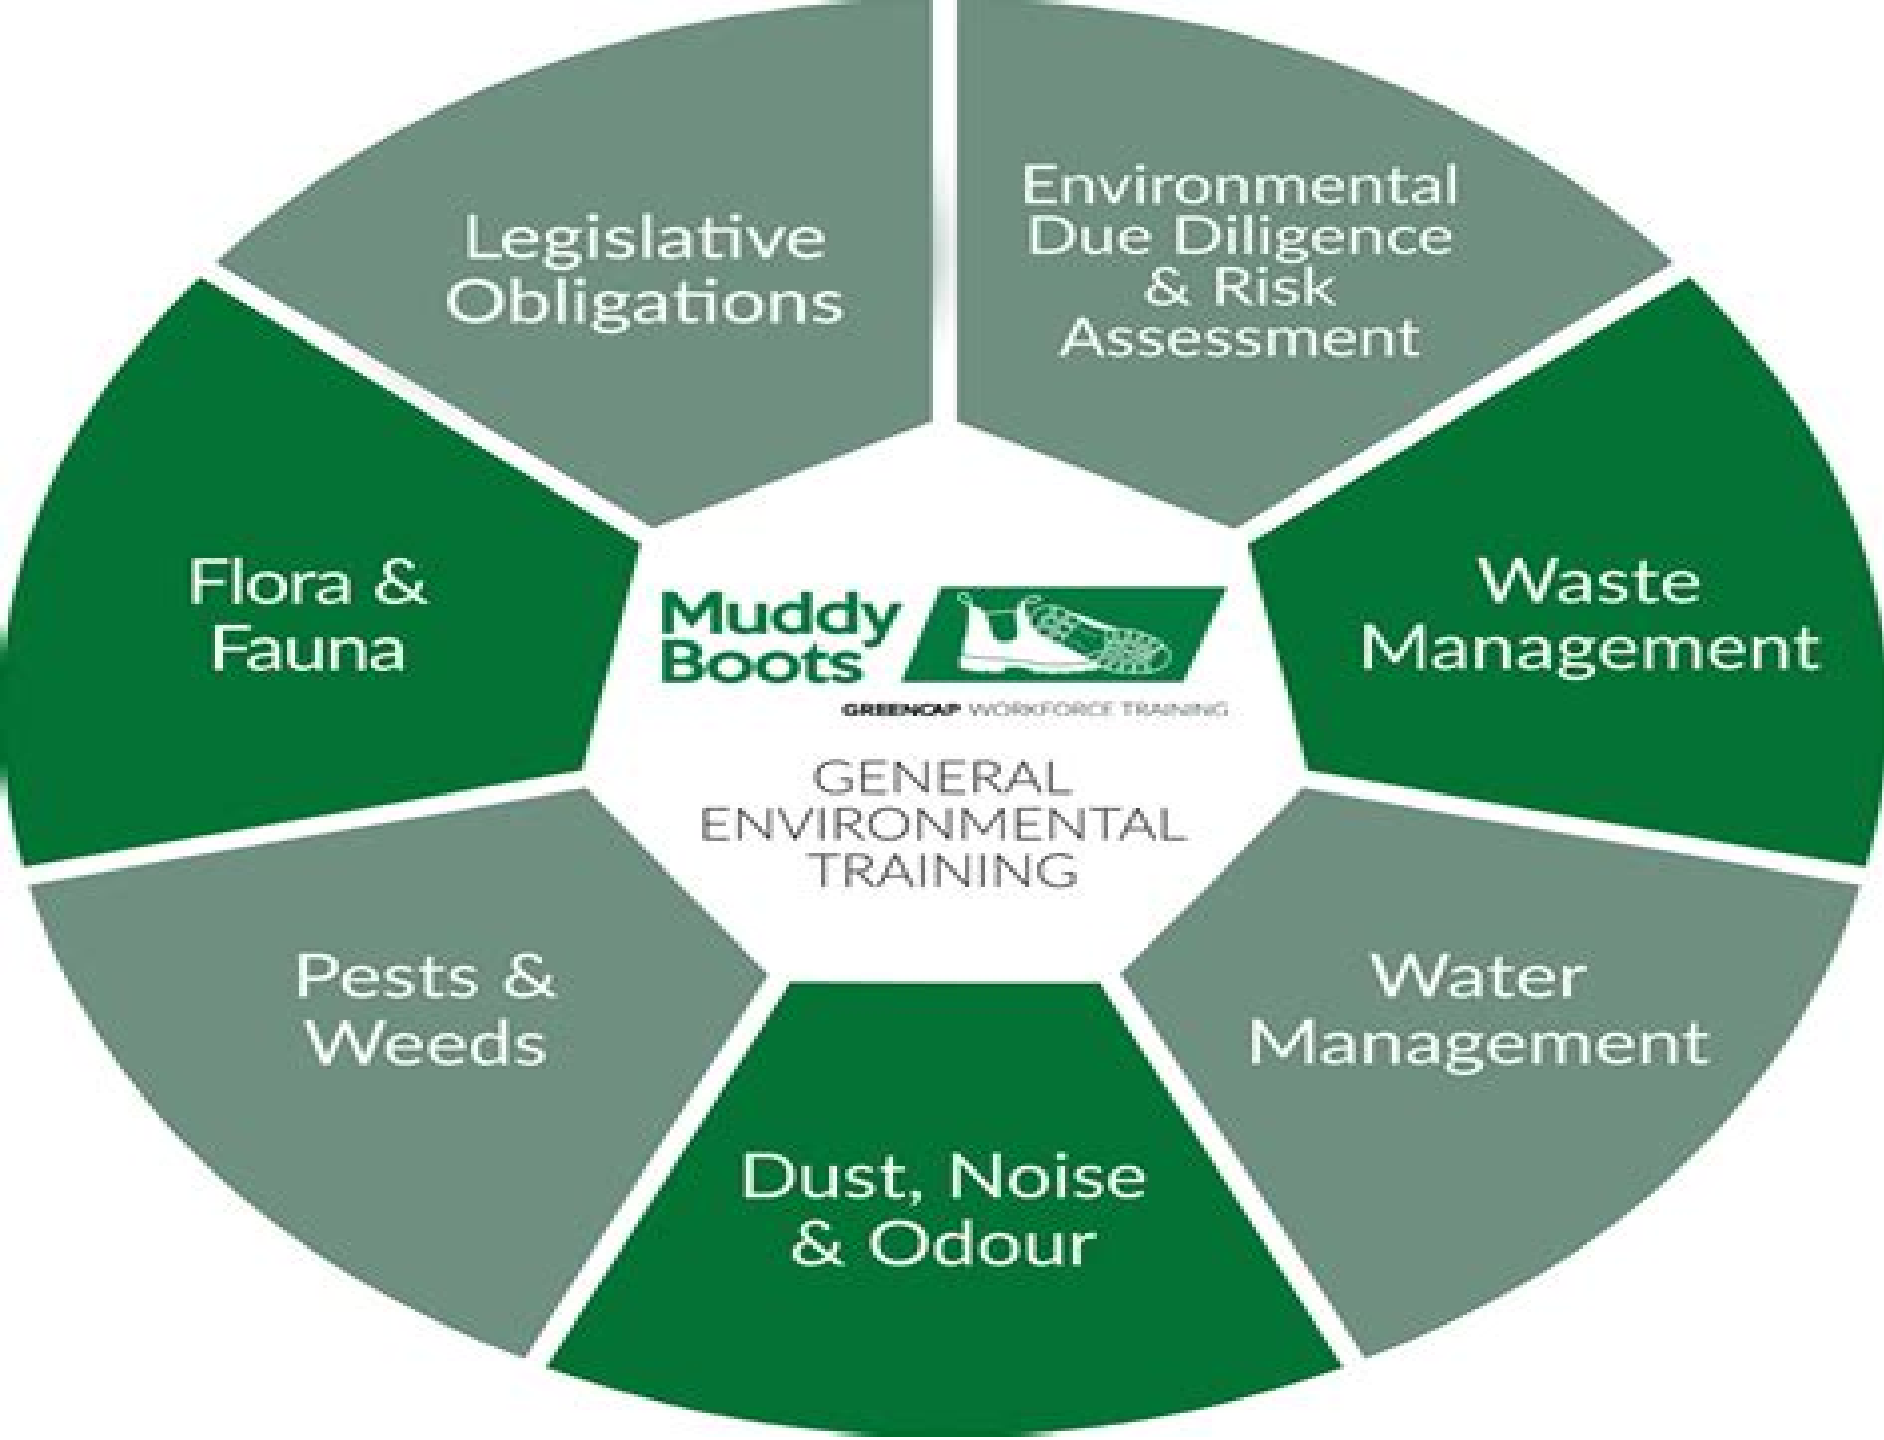 Legislative
Obligations
Environmental
Due Diligence
& Risk
Assessment
Flora &
Fauna
Waste
Management
Muddy
Boots
GREENCAP WORKFORCE TRAINING
GENERAL
ENVIRONMENTAL
TRAINING
Pests &
Weeds
Water
Management
Dust, Noise
& Odour